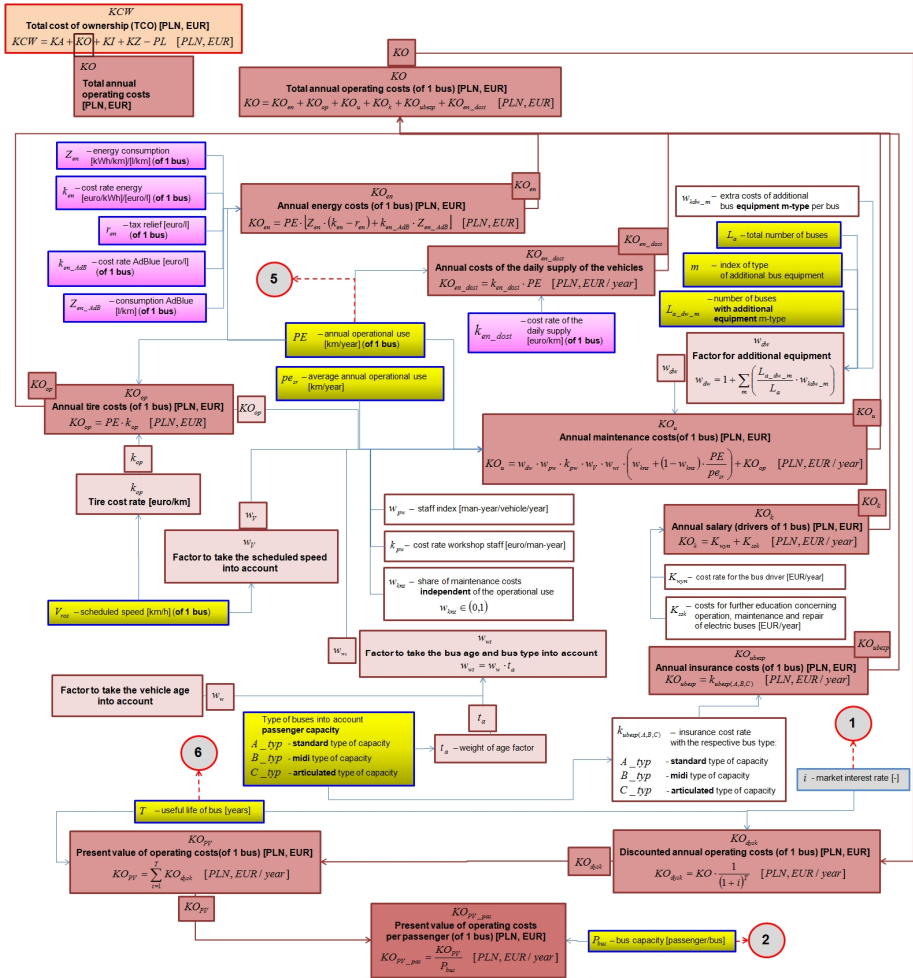 KCW
Total cost of ownership (TCO) [PLN, EUR]
KCW = KA + KO + KI + KZ − PL [PLN, EUR]
KO
Total annual
operating costs
[PLN, EUR]
KO
KO
Total annual operating costs (of 1 bus) [PLN, EUR]
KO = KO_en + KO_op + KO_u + KO_k + KO_ubezp + KO_en_dost [PLN, EUR]
Z_en – energy consumption
[kWh/km]/[l/km] (of 1 bus)
k_en – cost rate energy
[euro/kWh]/[euro/l] (of 1 bus)
r_en – tax relief [euro/l]
(of 1 bus)
k_en_AdB – cost rate AdBlue [euro/l]
(of 1 bus)
Z_en_AdB – consumption AdBlue
[l/km] (of 1 bus)
KO_en
KO_en
Annual energy costs (of 1 bus) [PLN, EUR]
KO_en = PE · [Z_en · (k_en − r_en) + k_en_AdB · Z_en_AdB] [PLN, EUR]
w_kdw_m – extra costs of additional
bus equipment m-type per bus
L_a – total number of buses
m – index of type
of additional bus equipment
L_a_dw_m – number of buses
with additional
equipment m-type
KO_en_dost
KO_en_dost
Annual costs of the daily supply of the vehicles
KO_en_dost = k_en_dost · PE [PLN, EUR / year]
5
PE – annual operational use
[km/year] (of 1 bus)
k_en_dost – cost rate of the
daily supply
[euro/km] (of 1 bus)
w_dw
Factor for additional equipment
w_dw = 1 + ∑_m (L_a_dw_m / L_a · w_kdw_m)
w_dw
pe_sr – average annual operational use
[km/year]
KO_op
KO_op
Annual tire costs (of 1 bus) [PLN, EUR]
KO_op = PE · k_op [PLN, EUR]
KO_op
KO_u
KO_u
Annual maintenance costs(of 1 bus) [PLN, EUR]
KO_u = w_dw · w_pw · k_pw · w_V · w_wt · (w_knz + (1 − w_knz) · PE / pe_sr) + KO_op [PLN, EUR / year]
k_op
k_op
Tire cost rate [euro/km]
w_V
w_V
Factor to take the scheduled speed
into account
w_pw – staff index [man-year/vehicle/year]
k_pw – cost rate workshop staff [euro/man-year]
w_knz – share of maintenance costs
independent of the operational use
w_knz ∈ (0,1)
KO_k
KO_k
Annual salary (drivers of 1 bus) [PLN, EUR]
KO_k = K_wyn + K_szk [PLN, EUR / year]
K_wyn – cost rate for the bus driver [EUR/year]
K_szk – costs for further education concerning
operation, maintenance and repair
of electric buses [EUR/year]
V_roz – scheduled speed [km/h] (of 1 bus)
w_wt
w_wt
Factor to take the bus age and bus type into account
w_wt = w_w · t_a
KO_ubezp
KO_ubezp
Annual insurance costs (of 1 bus) [PLN, EUR]
KO_ubezp = k_ubezp(A,B,C) [PLN, EUR / year]
Factor to take the vehicle age
into account
w_w
t_a
t_a – weight of age factor
Type of buses into account
passenger capacity
A_typ - standard type of capacity
B_typ - midi type of capacity
C_typ - articulated type of capacity
k_ubezp(A,B,C) – insurance cost rate
with the respective bus type:
A_typ - standard type of capacity
B_typ - midi type of capacity
C_typ - articulated type of capacity
1
i – market interest rate [-]
6
T – useful life of bus [years]
KO_PV
Present value of operating costs(of 1 bus) [PLN, EUR]
KO_PV = ∑_{t=1}^{T} KO_dysk [PLN, EUR / year]
KO_dysk
KO_dysk
Discounted annual operating costs (of 1 bus) [PLN, EUR]
KO_dysk = KO · 1 / (1 + i)^T [PLN, EUR / year]
KO_PV
KO_PV_pas
Present value of operating costs
per passenger (of 1 bus) [PLN, EUR]
KO_PV_pas = KO_PV / P_bus [PLN, EUR / year]
P_bus – bus capacity [passenger/bus]
2